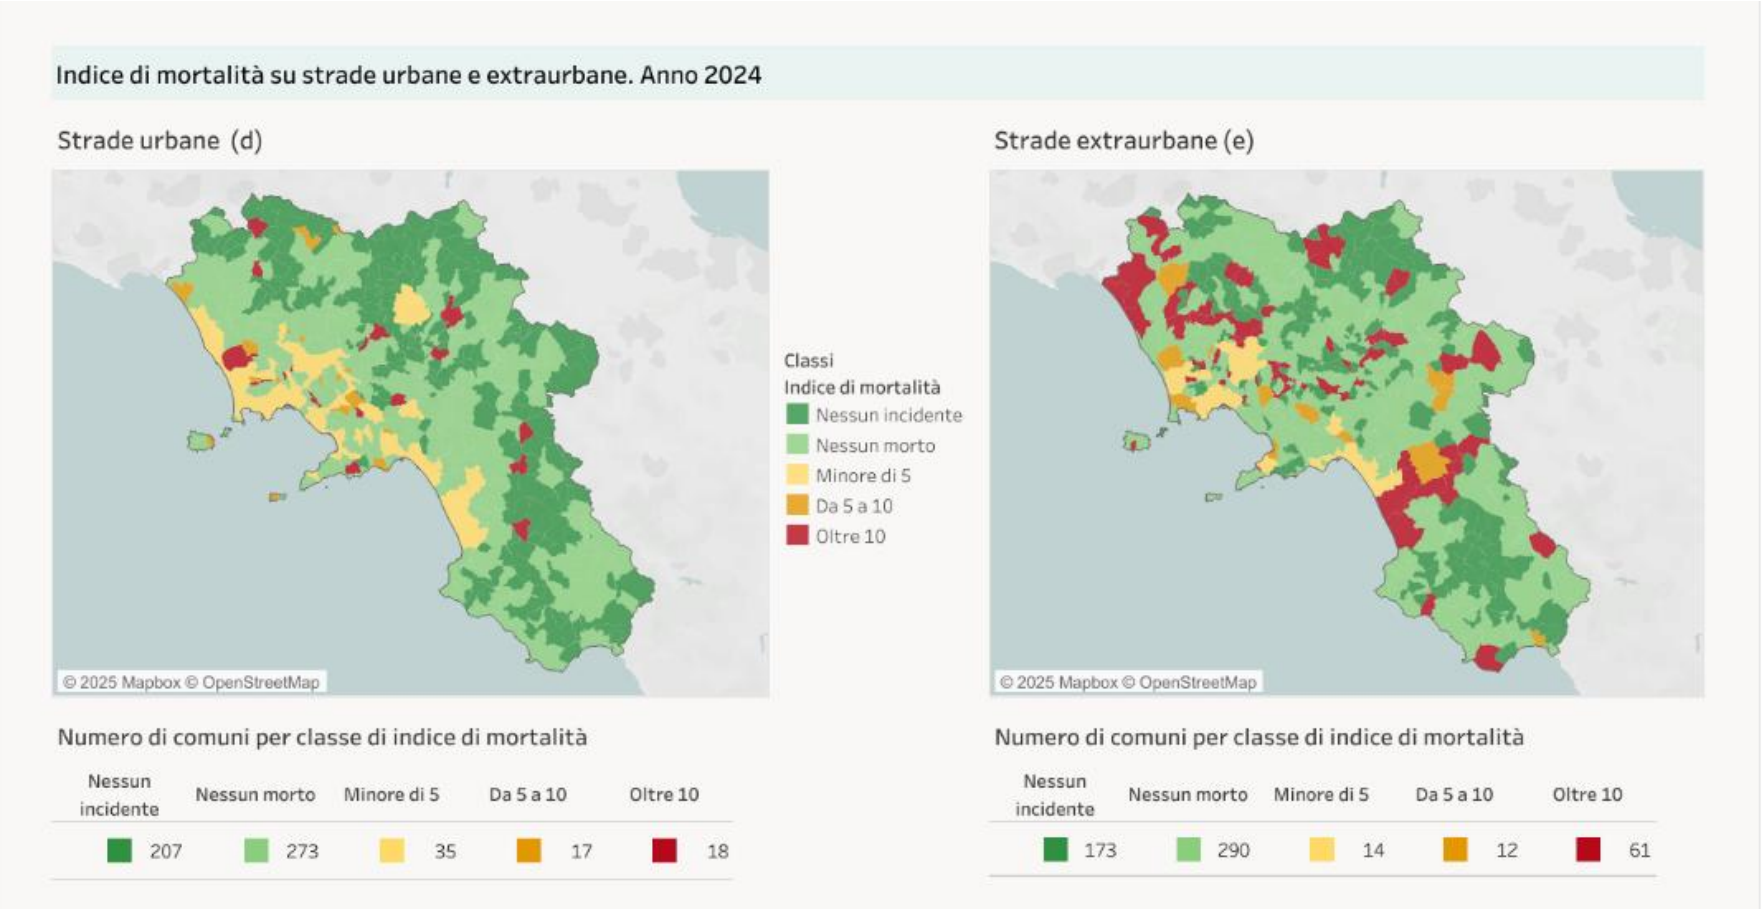 Indice di mortalità su strade urbane e extraurbane. Anno 2024
Strade urbane (d)
© 2025 Mapbox © OpenStreetMap
Classi
Indice di mortalità
Nessun incidente
Nessun morto
Minore di 5
Da 5 a 10
Oltre 10
Strade extraurbane (e)
© 2025 Mapbox © OpenStreetMap
Numero di comuni per classe di indice di mortalità
Nessun incidente Nessun morto Minore di 5 Da 5 a 10 Oltre 10
207 273 35 17 18
Numero di comuni per classe di indice di mortalità
Nessun incidente Nessun morto Minore di 5 Da 5 a 10 Oltre 10
173 290 14 12 61